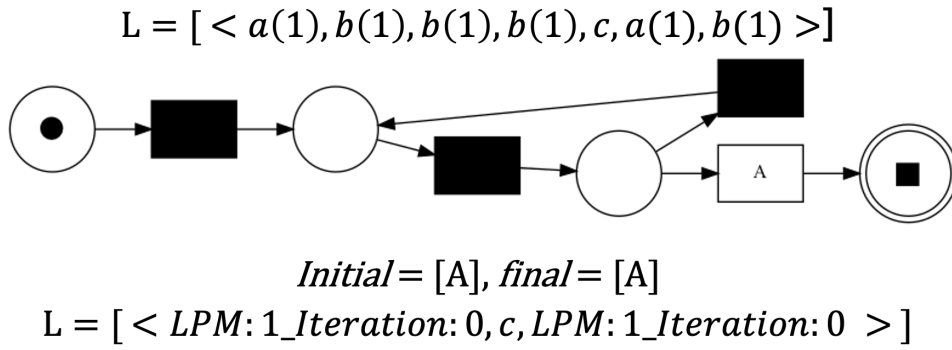 L = [ < a(1), b(1), b(1), b(1), c, a(1), b(1) >]
A
Initial = [A], final = [A]
L = [ < LPM: 1_Iteration: 0, c, LPM: 1_Iteration: 0 > ]